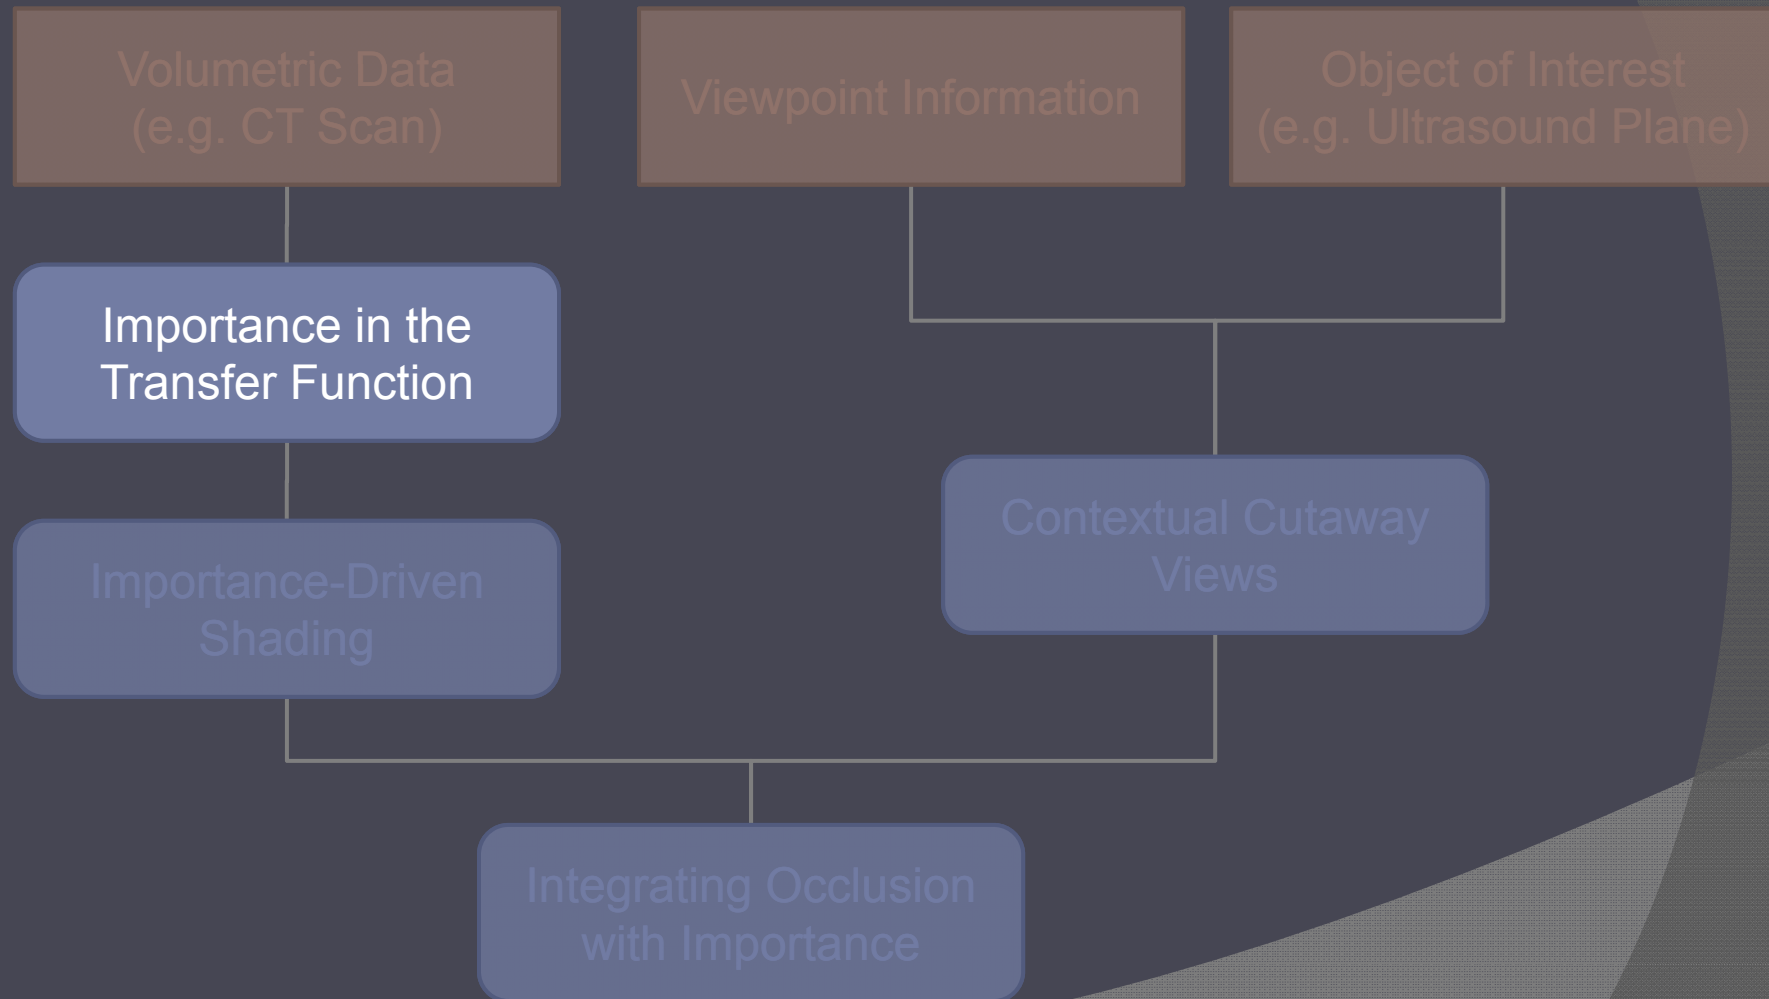 Volumetric Data
(e.g. CT Scan)
Viewpoint Information
Object of Interest
(e.g. Ultrasound Plane)
Importance in the
Transfer Function
Contextual Cutaway
Views
Importance-Driven
Shading
Integrating Occlusion
with Importance